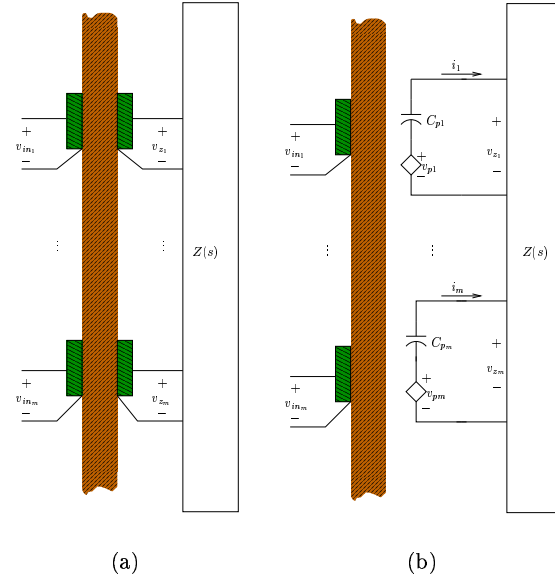 +
v_{in_1}
−
+
v_{z_1}
−
⋮
⋮
Z(s)
+
v_{in_m}
−
+
v_{z_m}
−
(a)
i_1
C_{p1}
+
v_{p1}
−
+
v_{in_1}
−
+
v_{z_1}
−
⋮
⋮
Z(s)
i_m
C_{p_m}
+
v_{pm}
−
+
v_{in_m}
−
+
v_{z_m}
−
(b)